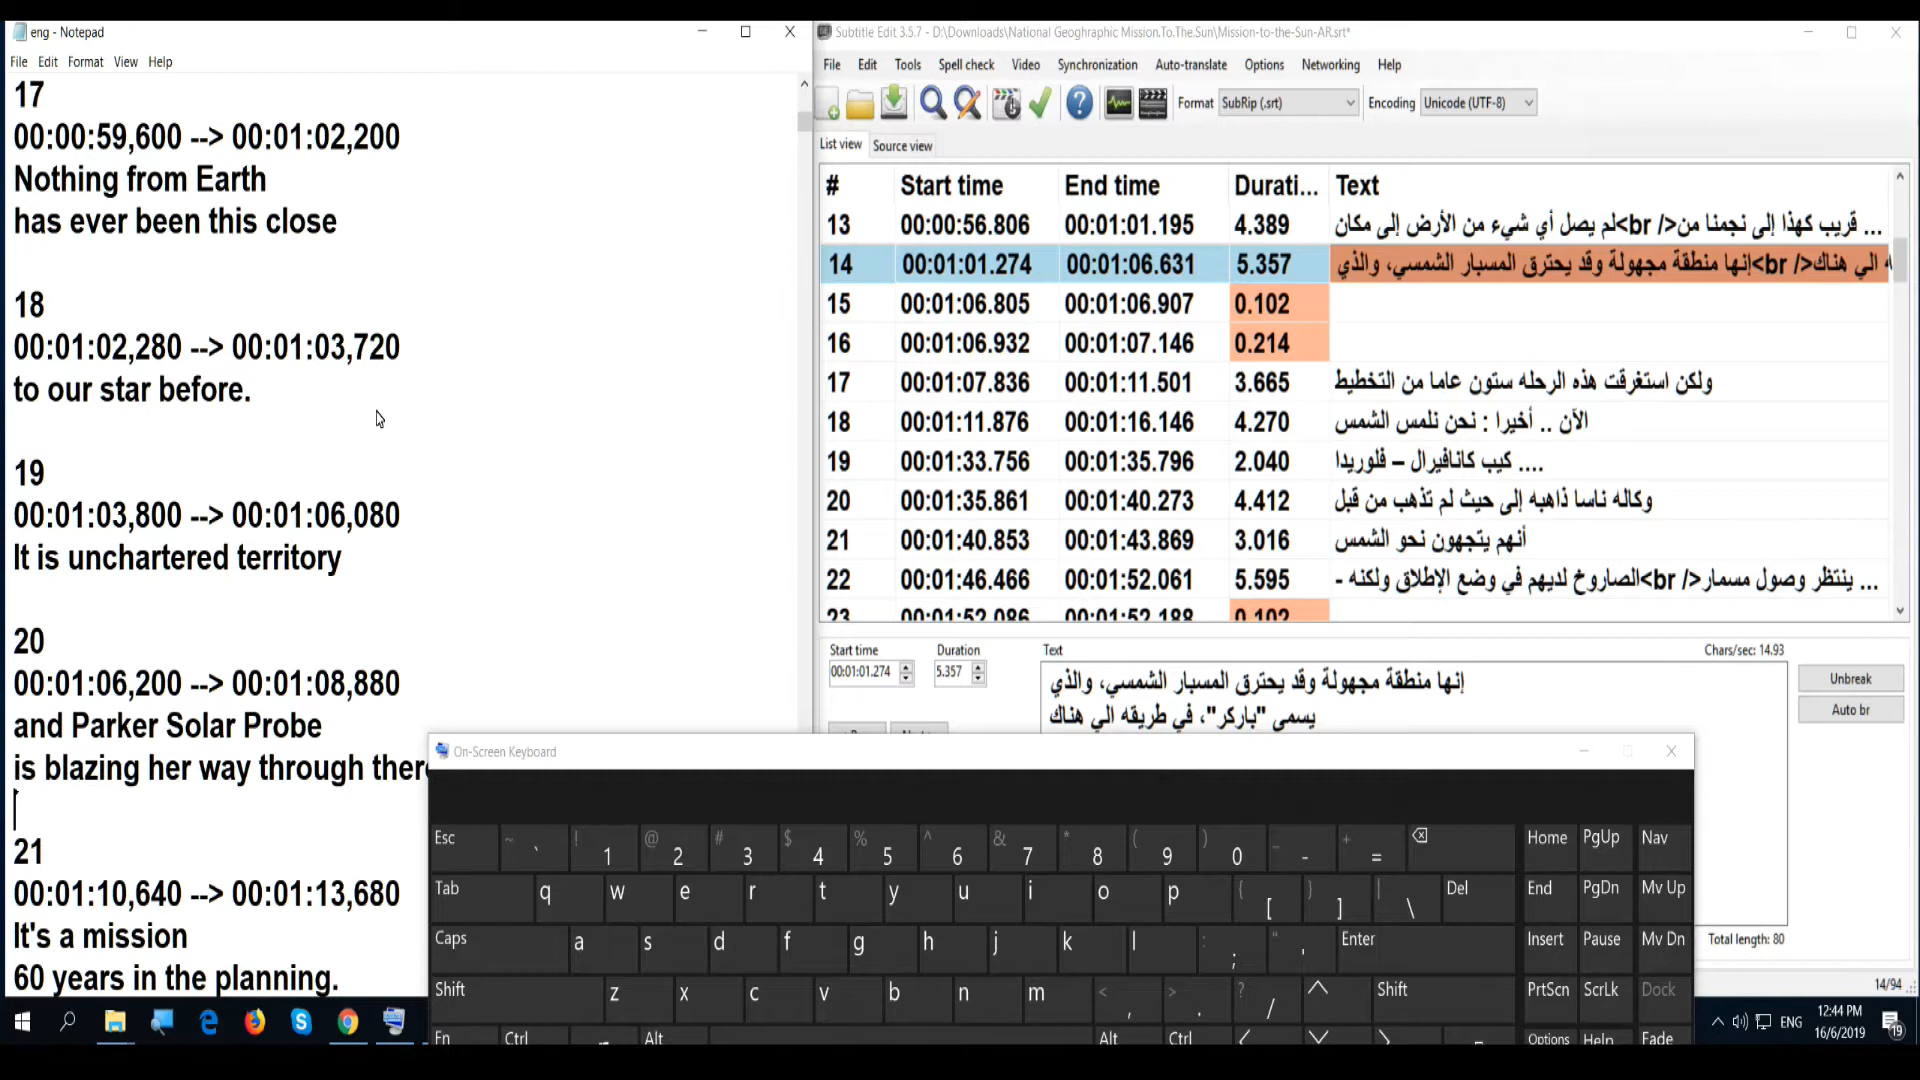 eng - Notepad
File Edit Format View Help
17
00:00:59,600 --> 00:01:02,200
Nothing from Earth
has ever been this close
18
00:01:02,280 --> 00:01:03,720
to our star before.
19
00:01:03,800 --> 00:01:06,080
It is unchartered territory
20
00:01:06,200 --> 00:01:08,880
and Parker Solar Probe
is blazing her way through there
21
00:01:10,640 --> 00:01:13,680
It's a mission
60 years in the planning.
Subtitle Edit 3.5.7 - D:\Downloads\National Geoghraphic Mission.To.The.Sun\Mission-to-the-Sun-AR.srt*
File Edit Tools Spell check Video Synchronization Auto-translate Options Networking Help
Format SubRip (.srt) Encoding Unicode (UTF-8)
List view Source view
# Start time End time Durati... Text
13 00:00:56.806 00:01:01.195 4.389 لم يصل أي شيء من الأرض إلى مكان<br />قريب كهذا إلى نجمنا من ...
14 00:01:01.274 00:01:06.631 5.357 إنها منطقة مجهولة وقد يحترق المسبار الشمسي، والذي<br /> الي هناك
15 00:01:06.805 00:01:06.907 0.102
16 00:01:06.932 00:01:07.146 0.214
17 00:01:07.836 00:01:11.501 3.665 ولكن استغرقت هذه الرحله ستون عاما من التخطيط
18 00:01:11.876 00:01:16.146 4.270 الآن .. أخيرا : نحن نلمس الشمس
19 00:01:33.756 00:01:35.796 2.040 كيب كانافيرال – فلوريدا ....
20 00:01:35.861 00:01:40.273 4.412 وكاله ناسا ذاهبه إلى حيث لم تذهب من قبل
21 00:01:40.853 00:01:43.869 3.016 أنهم يتجهون نحو الشمس
22 00:01:46.466 00:01:52.061 5.595 - الصاروخ لديهم في وضع الإطلاق ولكنه<br />ينتظر وصول مسمار ...
23 00:01:52.086 00:01:52.188 0.102
Start time Duration Text Chars/sec: 14.93
00:01:01.274 5.357
إنها منطقة مجهولة وقد يحترق المسبار الشمسي، والذي
يسمى "باركر"، في طريقه الي هناك
Unbreak
Auto br
Total length: 80
14/94
On-Screen Keyboard
Esc ~ ` ! 1 @ 2 # 3 $ 4 % 5 ^ 6 & 7 * 8 ( 9 ) 0 _ - + = Home PgUp Nav
Tab q w e r t y u i o p { [ } ] | \ Del End PgDn Mv Up
Caps a s d f g h j k l : ; " ' Enter Insert Pause Mv Dn
Shift z x c v b n m < , > . ? / Shift PrtScn ScrLk Dock
Fn Ctrl Alt Alt Ctrl Options Help Fade
ENG
12:44 PM
16/6/2019
19